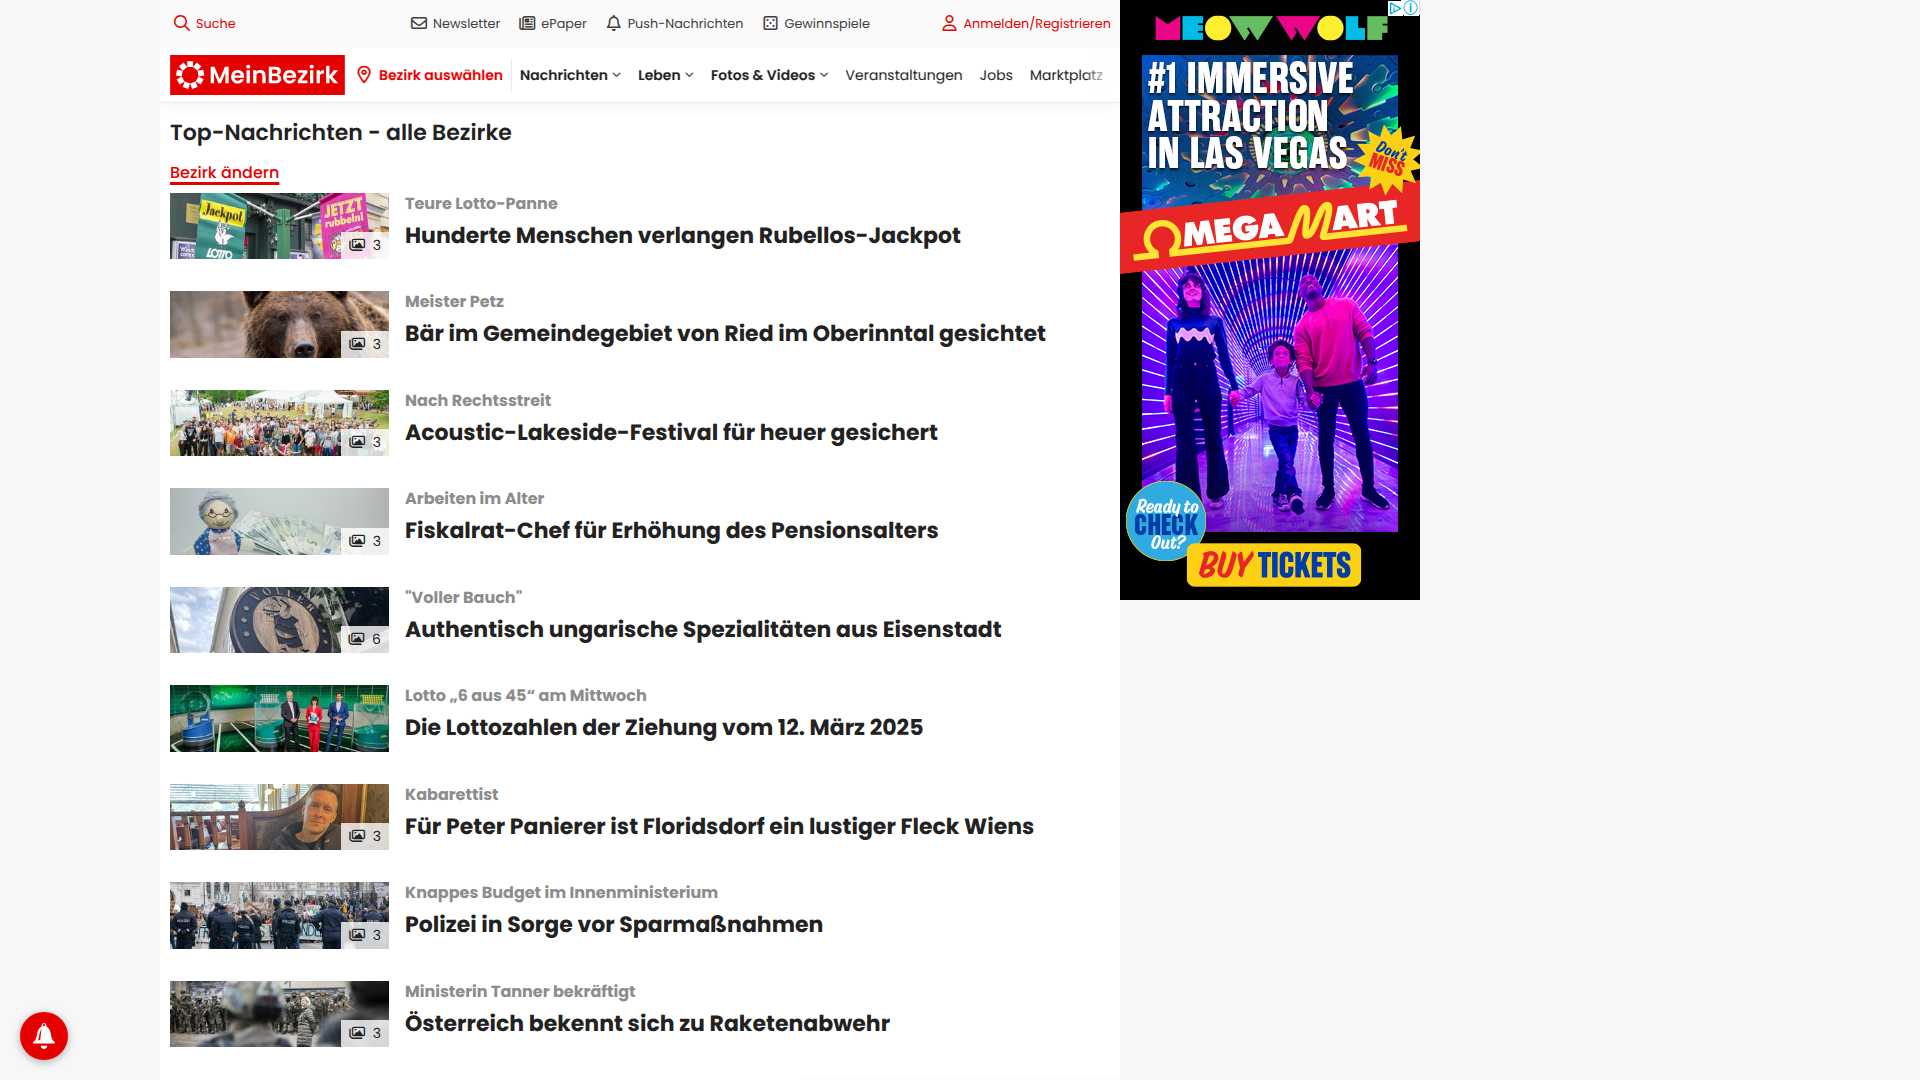 Suche
Newsletter
ePaper
Push-Nachrichten
Gewinnspiele
Anmelden/Registrieren
MeinBezirk
Bezirk auswählen
Nachrichten
Leben
Fotos & Videos
Veranstaltungen
Jobs
Marktplatz
Top-Nachrichten - alle Bezirke
Bezirk ändern
Jackpot
LOTTO
JETZT
rubbeln!
3
Teure Lotto-Panne
Hunderte Menschen verlangen Rubellos-Jackpot
3
Meister Petz
Bär im Gemeindegebiet von Ried im Oberinntal gesichtet
3
Nach Rechtsstreit
Acoustic-Lakeside-Festival für heuer gesichert
3
Arbeiten im Alter
Fiskalrat-Chef für Erhöhung des Pensionsalters
VOLLER
6
"Voller Bauch"
Authentisch ungarische Spezialitäten aus Eisenstadt
Lotto „6 aus 45“ am Mittwoch
Die Lottozahlen der Ziehung vom 12. März 2025
3
Kabarettist
Für Peter Panierer ist Floridsdorf ein lustiger Fleck Wiens
3
Knappes Budget im Innenministerium
Polizei in Sorge vor Sparmaßnahmen
3
Ministerin Tanner bekräftigt
Österreich bekennt sich zu Raketenabwehr
MEOW WOLF
#1 IMMERSIVE
ATTRACTION
IN LAS VEGAS
Don't
MISS
ΩMEGA MART
Ready to
CHECK
Out?
BUY TICKETS